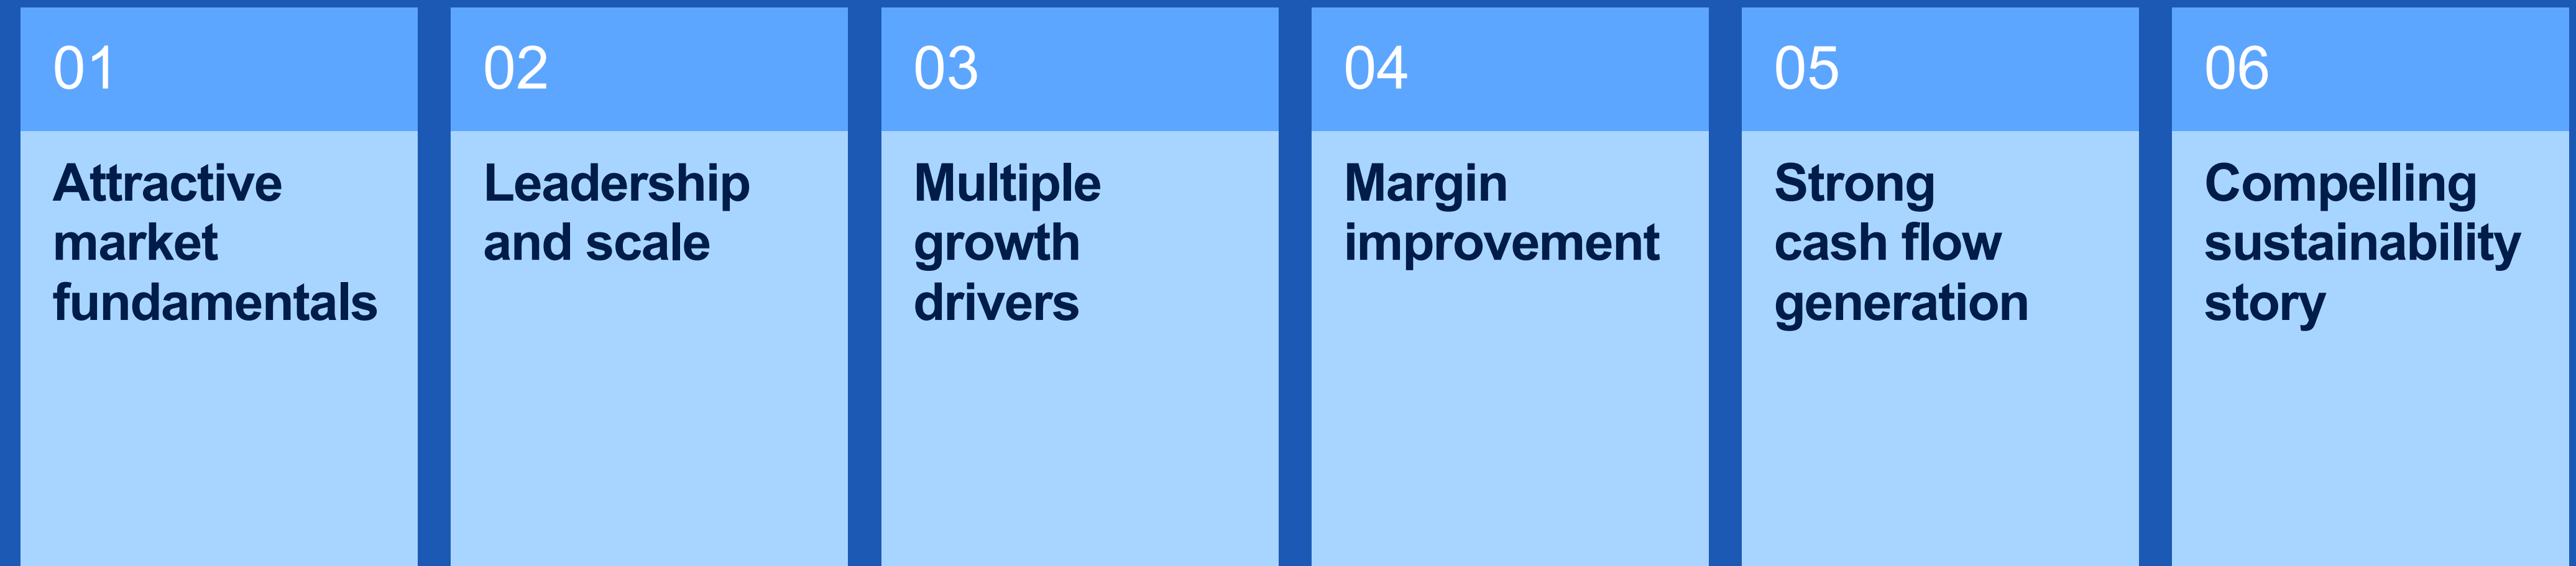 01
Attractive
market
fundamentals
02
Leadership
and scale
03
Multiple
growth
drivers
04
Margin
improvement
05
Strong
cash flow
generation
06
Compelling
sustainability
story